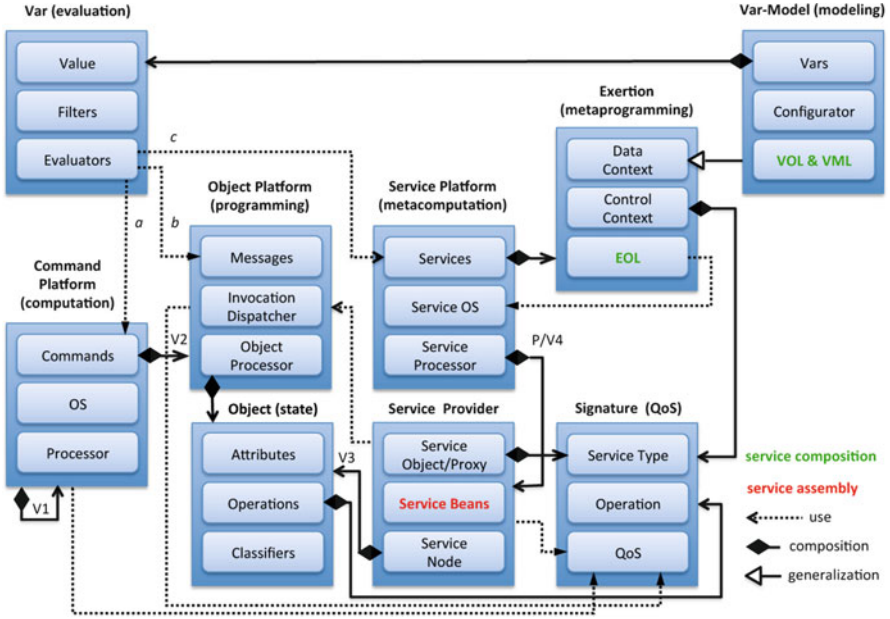 Var (evaluation)
Value
Filters
Evaluators
Var-Model (modeling)
Vars
Configurator
VOL & VML
Exertion
(metaprogramming)
Data
Context
Control
Context
EOL
c
a
b
Object Platform
(programming)
Messages
Invocation
Dispatcher
Object
Processor
Service Platform
(metacomputation)
Services
Service OS
Service
Processor
P/V4
Command
Platform
(computation)
Commands
OS
Processor
V1
V2
Object (state)
Attributes
Operations
Classifiers
V3
Service Provider
Service
Object/Proxy
Service Beans
Service
Node
Signature (QoS)
Service Type
Operation
QoS
service composition
service assembly
use
composition
generalization